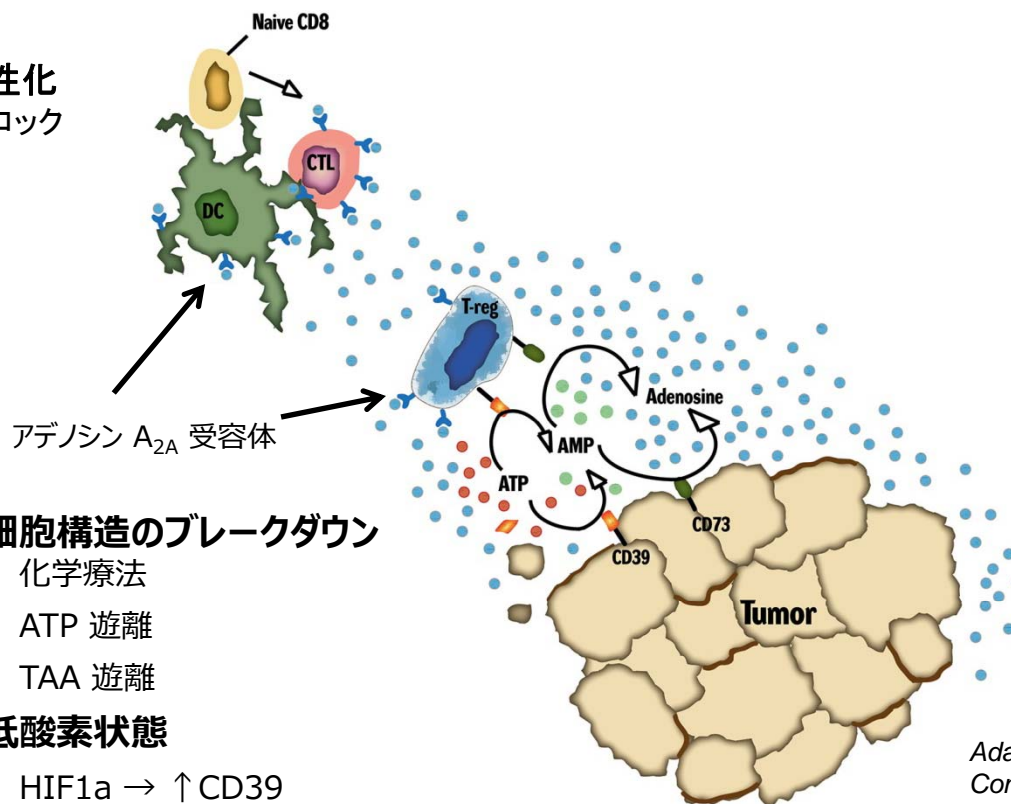 Naive CD8
性化
ロック
CTL
DC
T-reg
Adenosine
アデノシン A2A 受容体
AMP
ATP
CD73
CD39
細胞構造のブレークダウン
化学療法
ATP 遊離
TAA 遊離
Tumor
低酸素状態
HIF1a → ↑CD39
Ada
Cor